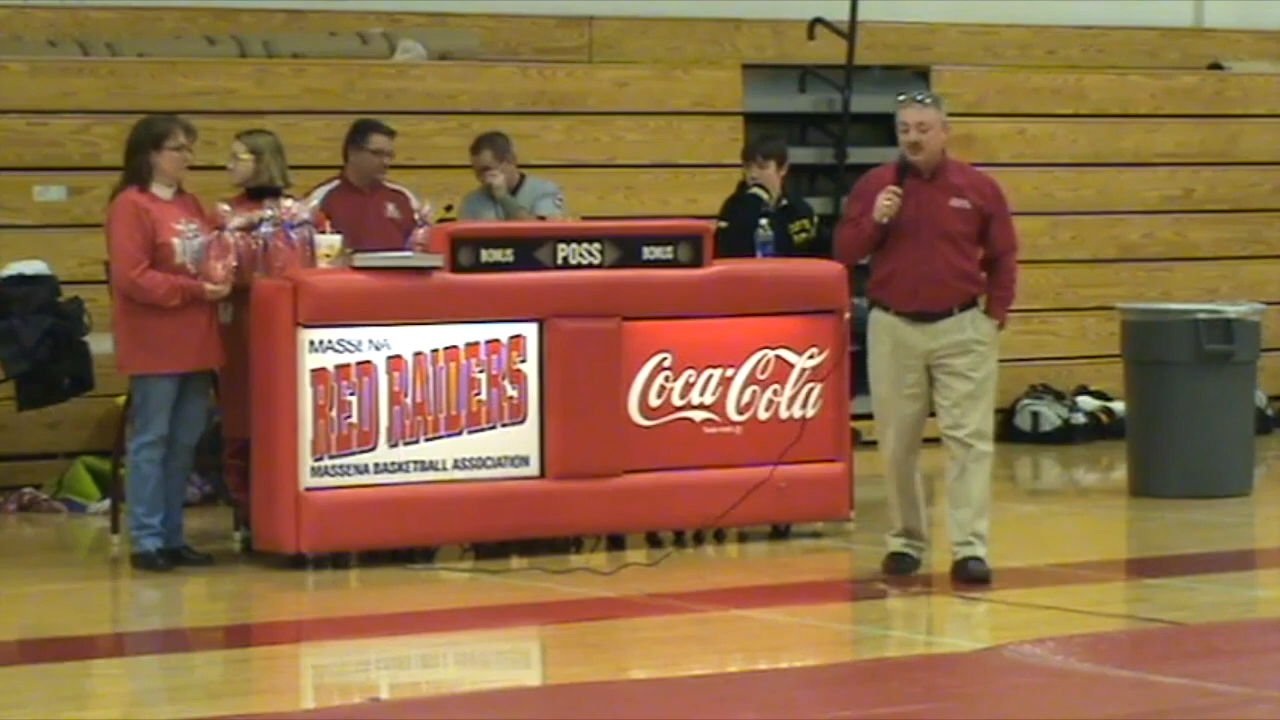 BONUS POSS BONUS
MASSENA
RED RAIDERS
MASSENA BASKETBALL ASSOCIATION
Coca-Cola